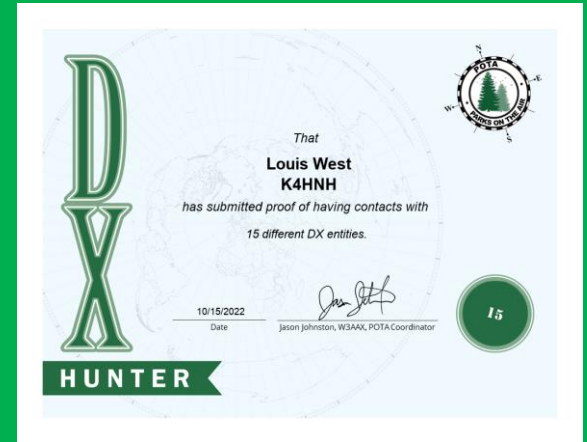 DX
HUNTER
N
E
S
W
POTA
PARKS ON THE AIR
That
Louis West
K4HNH
has submitted proof of having contacts with
15 different DX entities.
10/15/2022
Date
Jason Johnston, W3AAX, POTA Coordinator
15